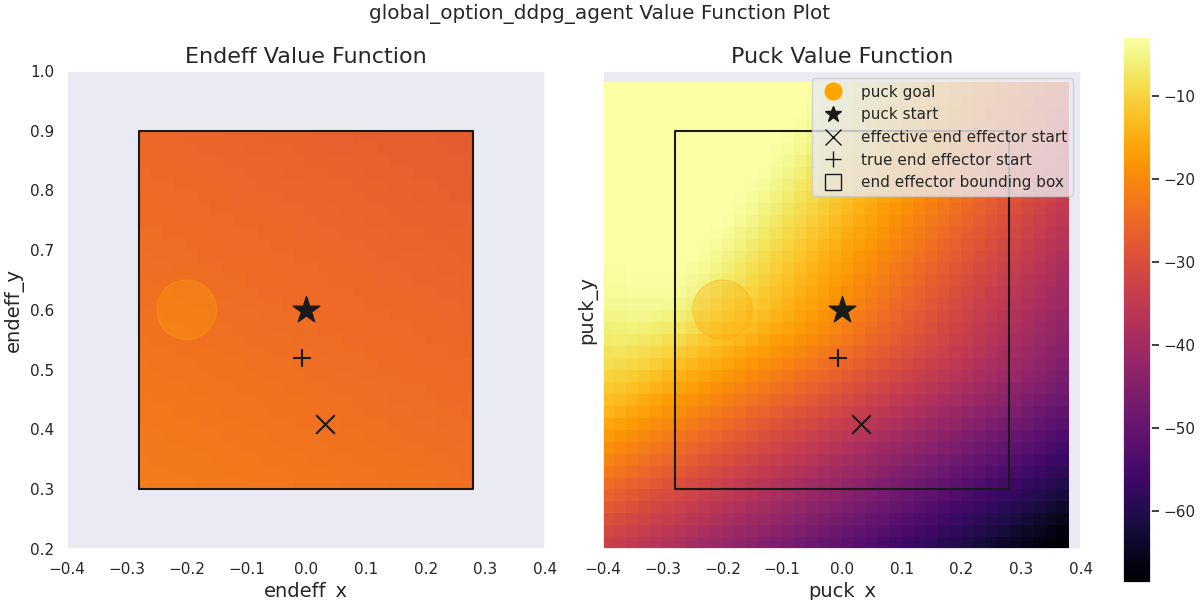 global_option_ddpg_agent Value Function Plot
Endeff Value Function
1.0
0.9
0.8
0.7
0.6
0.5
0.4
0.3
0.2
endeff_y
−0.4 −0.3 −0.2 −0.1 0.0 0.1 0.2 0.3 0.4
endeff_x
Puck Value Function
puck goal
puck start
effective end effector start
true end effector start
end effector bounding box
puck_y
−0.4 −0.3 −0.2 −0.1 0.0 0.1 0.2 0.3 0.4
puck_x
−10
−20
−30
−40
−50
−60